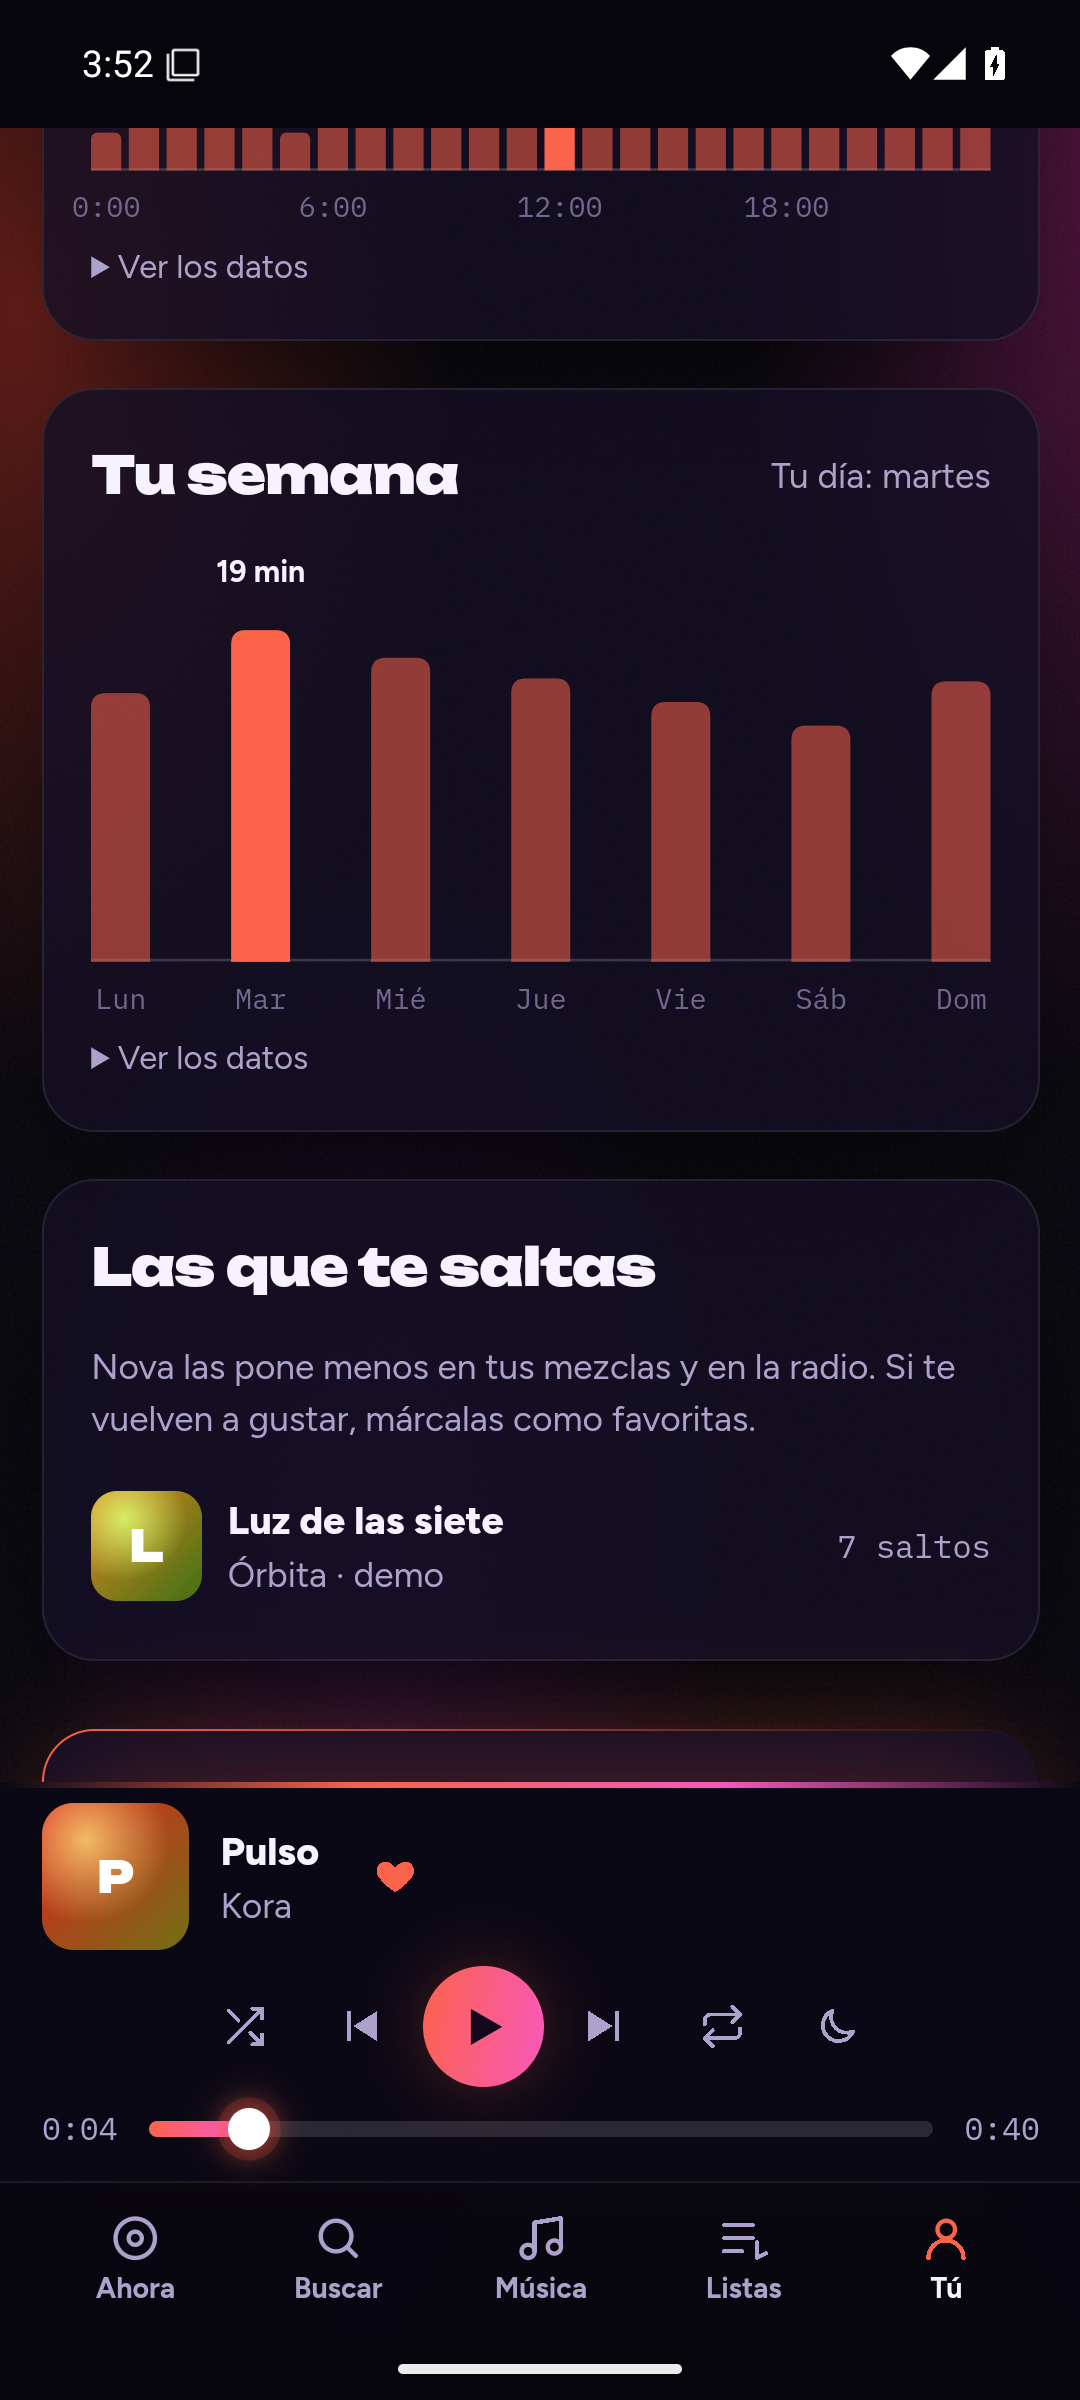 3:52
0:00 6:00 12:00 18:00
Ver los datos
Tu semana
Tu día: martes
19 min
Lun Mar Mié Jue Vie Sáb Dom
Ver los datos
Las que te saltas
Nova las pone menos en tus mezclas y en la radio. Si te
vuelven a gustar, márcalas como favoritas.
L
Luz de las siete
Órbita · demo
7 saltos
P
Pulso
Kora
0:04
0:40
Ahora Buscar Música Listas Tú